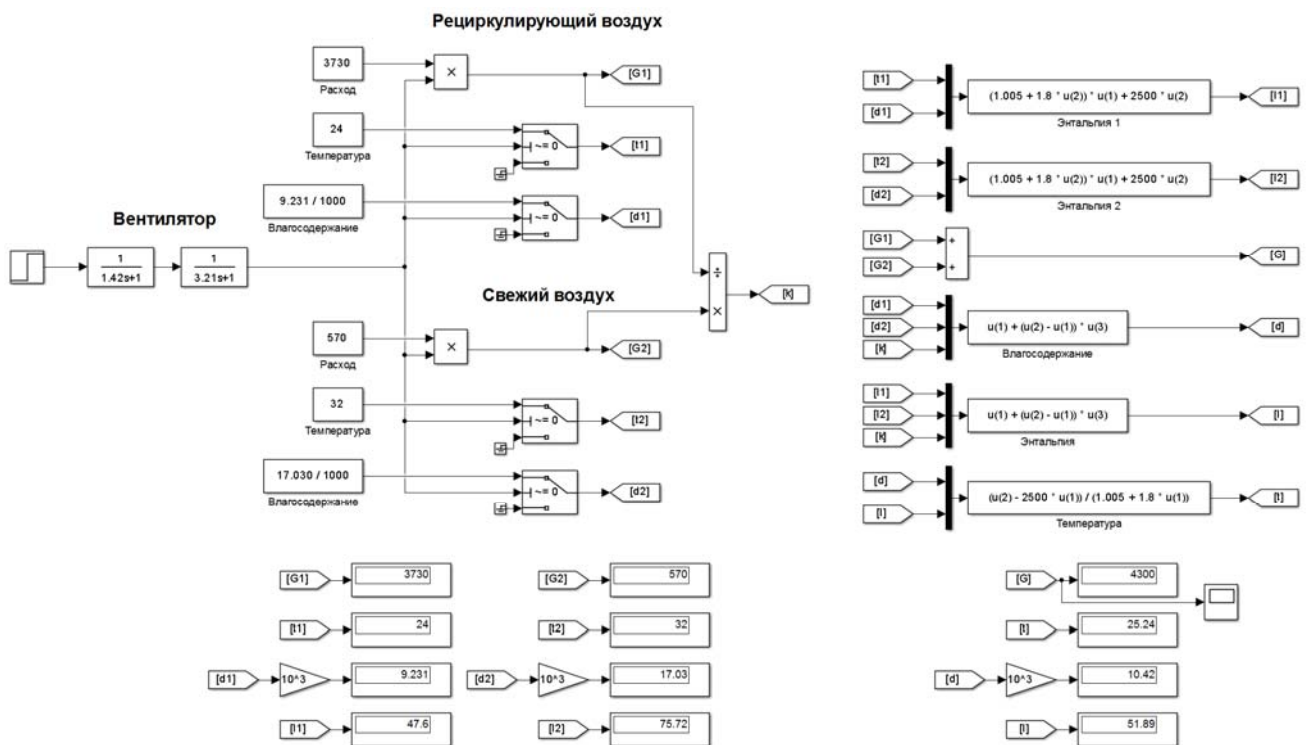 Рециркулирующий воздух
3730
Расход
×
[G1]
24
Температура
~= 0
[t1]
9.231 / 1000
Влагосодержание
~= 0
[d1]
Вентилятор
1
1.42s+1
1
3.21s+1
÷
×
[k]
Свежий воздух
570
Расход
×
[G2]
32
Температура
~= 0
[t2]
17.030 / 1000
Влагосодержание
~= 0
[d2]
[t1]
[d1]
(1.005 + 1.8 * u(2)) * u(1) + 2500 * u(2)
[I1]
Энтальпия 1
[t2]
[d2]
(1.005 + 1.8 * u(2)) * u(1) + 2500 * u(2)
[I2]
Энтальпия 2
[G1]
[G2]
+
+
[G]
[d1]
[d2]
[k]
u(1) + (u(2) - u(1)) * u(3)
[d]
Влагосодержание
[I1]
[I2]
[k]
u(1) + (u(2) - u(1)) * u(3)
[I]
Энтальпия
[d]
[I]
(u(2) - 2500 * u(1)) / (1.005 + 1.8 * u(1))
[t]
Температура
[G1]
3730
[t1]
24
[d1]
10^3
9.231
[I1]
47.6
[G2]
570
[t2]
32
[d2]
10^3
17.03
[I2]
75.72
[G]
4300
[t]
25.24
[d]
10^3
10.42
[I]
51.89